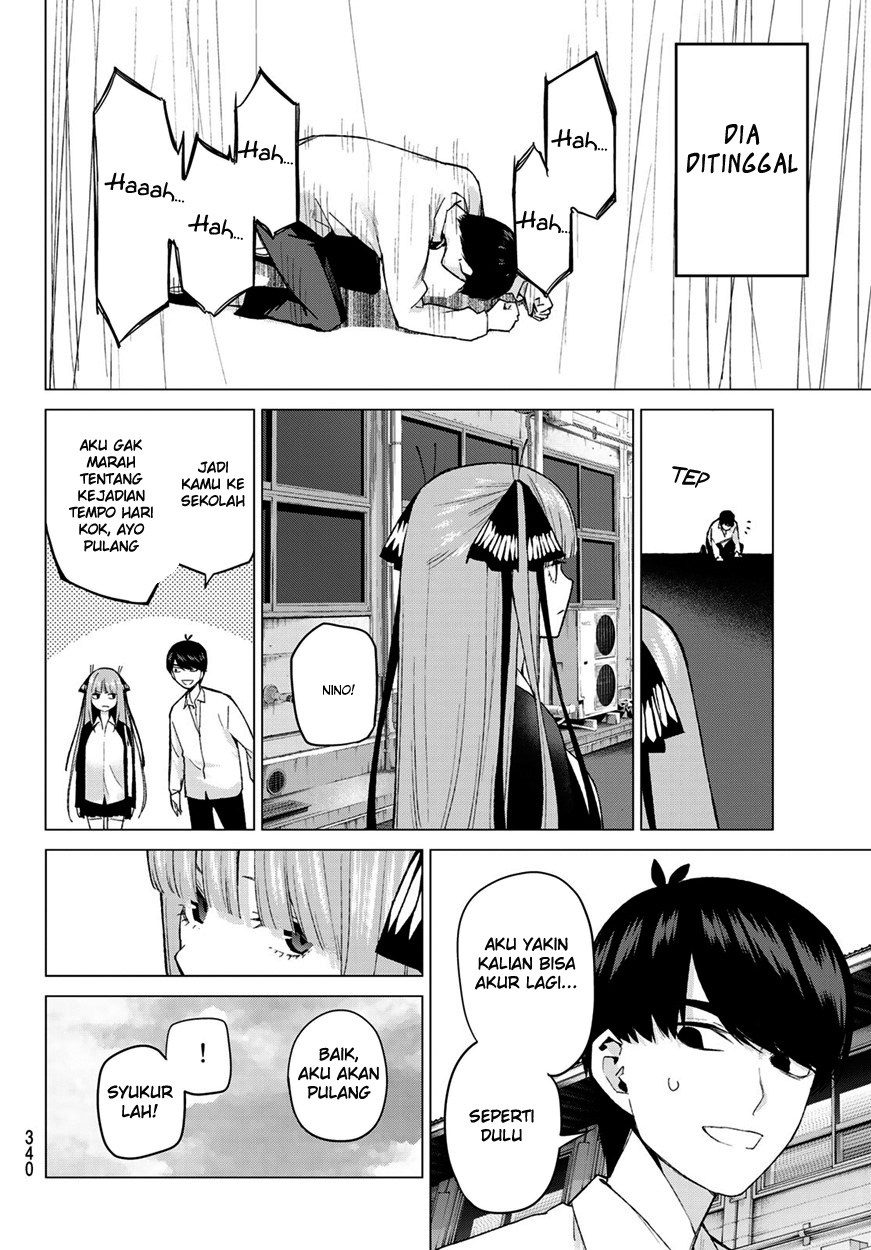 DIA
DITINGGAL
Hah...
Hah...
Hah...
Hah...
Haaah...
TEP
NINO!
JADI
KAMU KE
SEKOLAH
AKU GAK
MARAH
TENTANG
KEJADIAN
TEMPO HARI
KOK, AYO
PULANG
AKU YAKIN
KALIAN BISA
AKUR LAGI...
SEPERTI
DULU
BAIK,
AKU AKAN
PULANG
!
SYUKUR
LAH!
340